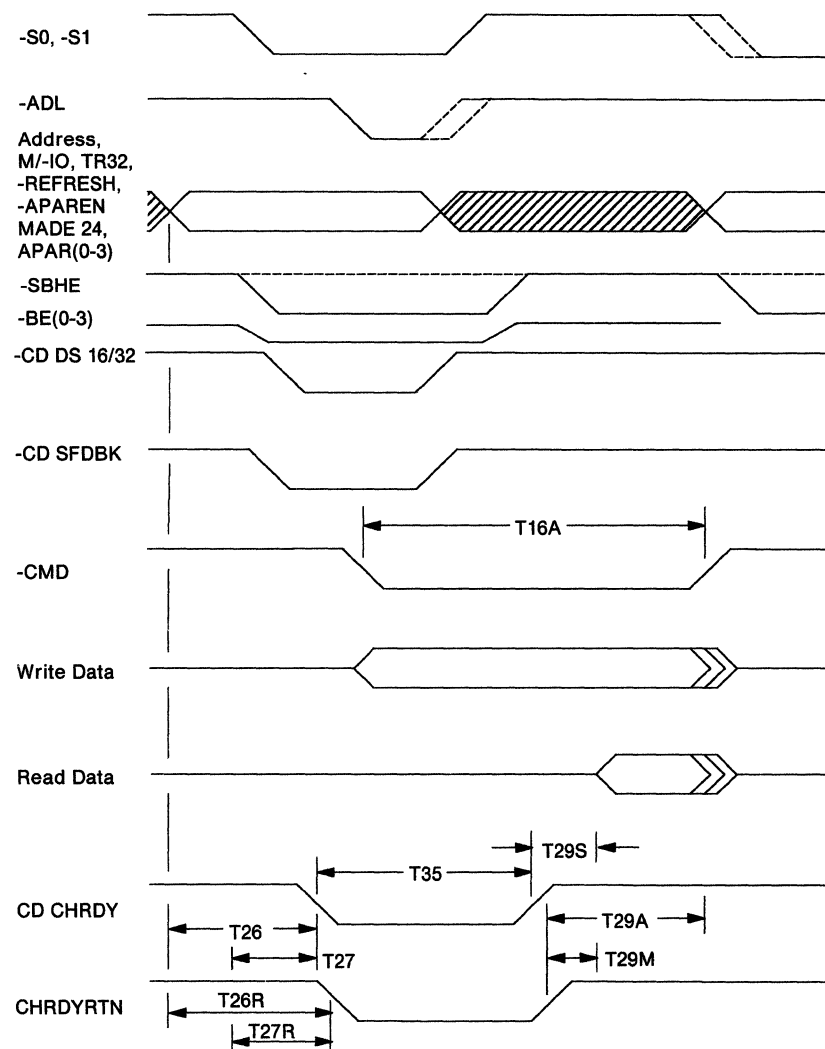 -S0, -S1
-ADL
Address,
M/-IO, TR32,
-REFRESH,
-APAREN
MADE 24,
APAR(0-3)
-SBHE
-BE(0-3)
-CD DS 16/32
-CD SFDBK
T16A
-CMD
Write Data
Read Data
T29S
T35
CD CHRDY
T29A
T26
T27
T29M
CHRDYRTN
T26R
T27R